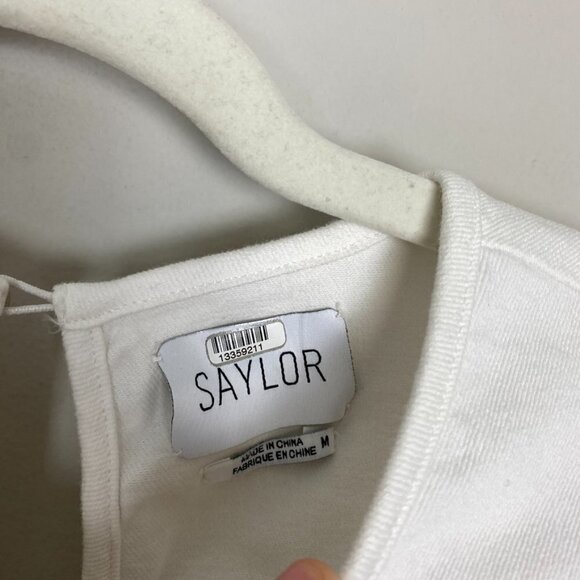 13359211
SAYLOR
MADE IN CHINA
FABRIQUE EN CHINE
M